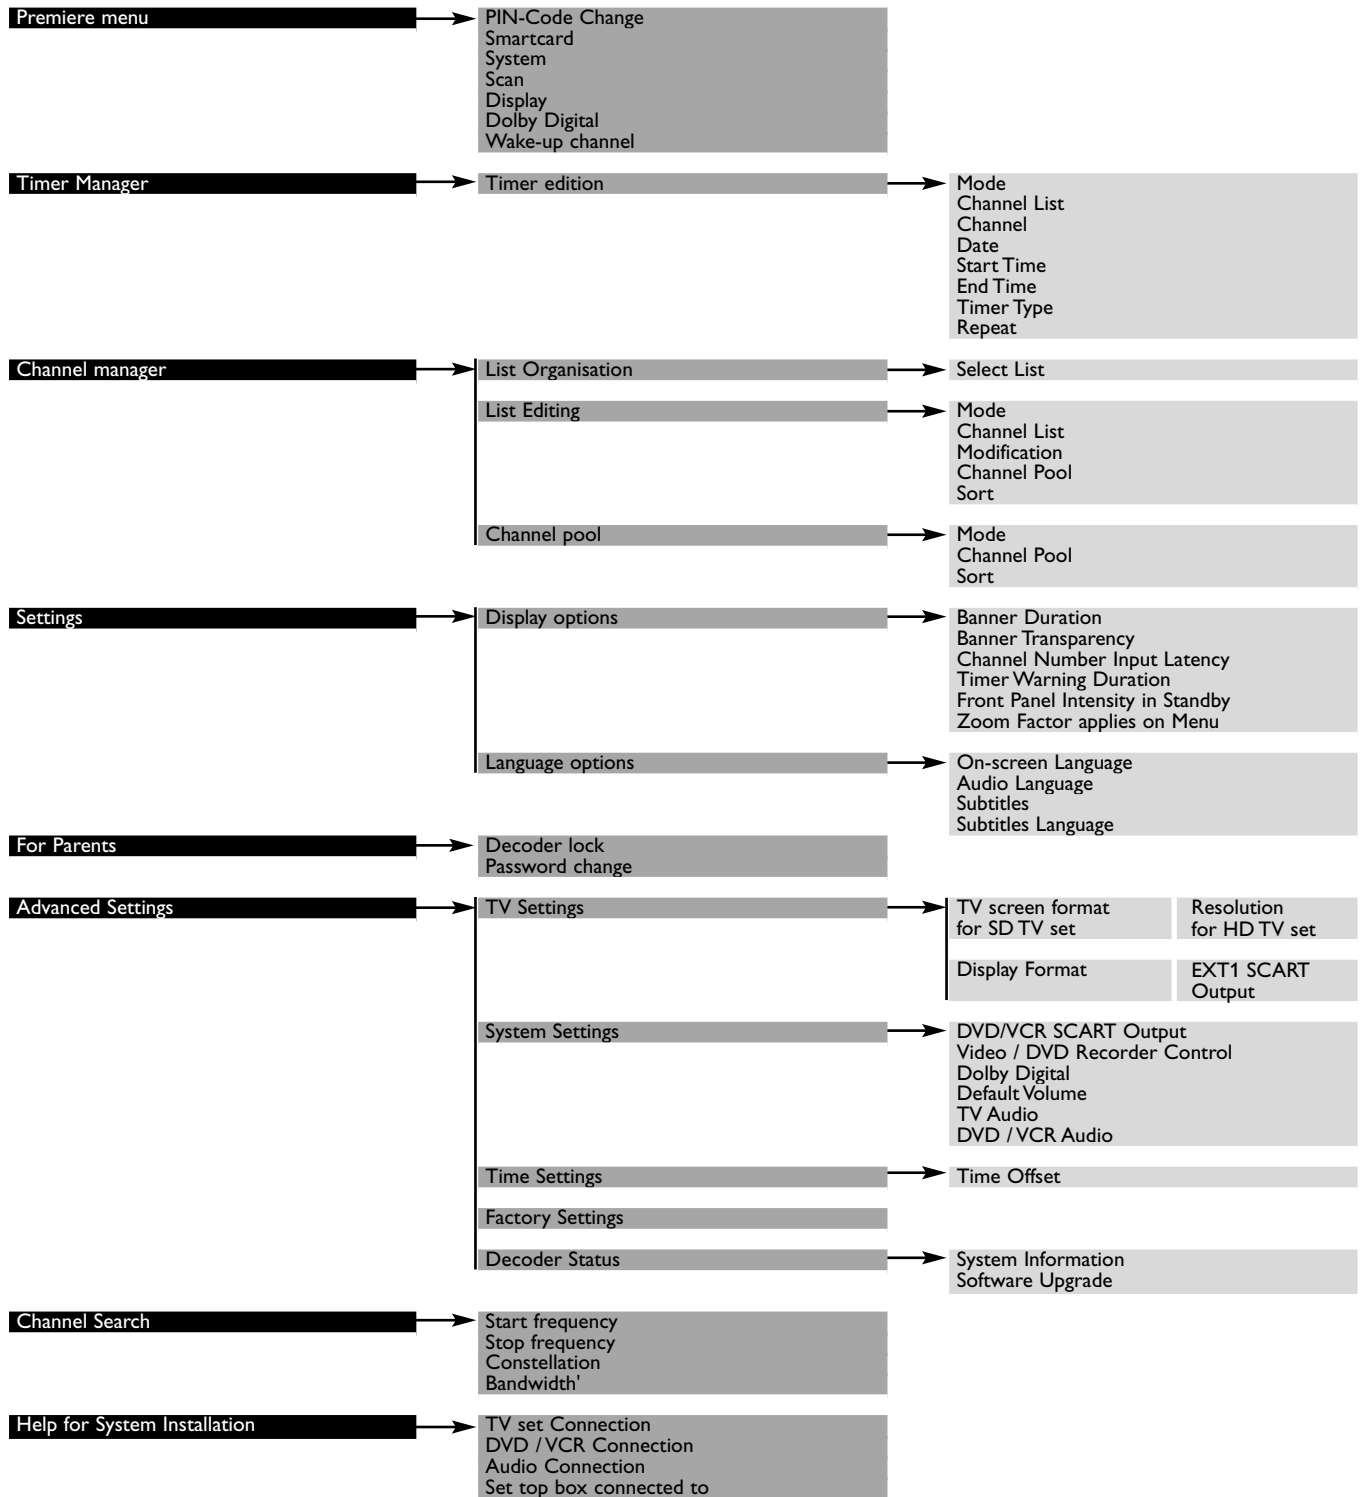 Premiere menu
PIN-Code Change
Smartcard
System
Scan
Display
Dolby Digital
Wake-up channel
Timer Manager
Timer edition
Mode
Channel List
Channel
Date
Start Time
End Time
Timer Type
Repeat
Channel manager
List Organisation
Select List
List Editing
Mode
Channel List
Modification
Channel Pool
Sort
Channel pool
Mode
Channel Pool
Sort
Settings
Display options
Banner Duration
Banner Transparency
Channel Number Input Latency
Timer Warning Duration
Front Panel Intensity in Standby
Zoom Factor applies on Menu
Language options
On-screen Language
Audio Language
Subtitles
Subtitles Language
For Parents
Decoder lock
Password change
Advanced Settings
TV Settings
TV screen format
for SD TV set
Resolution
for HD TV set
Display Format
EXT1 SCART
Output
System Settings
DVD/VCR SCART Output
Video / DVD Recorder Control
Dolby Digital
Default Volume
TV Audio
DVD / VCR Audio
Time Settings
Time Offset
Factory Settings
Decoder Status
System Information
Software Upgrade
Channel Search
Start frequency
Stop frequency
Constellation
Bandwidth'
Help for System Installation
TV set Connection
DVD / VCR Connection
Audio Connection
Set top box connected to